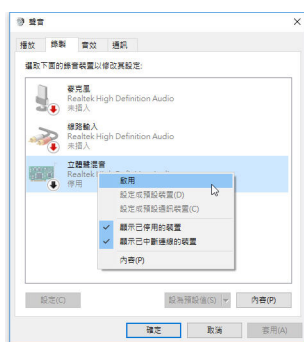 聲音
播放 錄製 音效 通訊
選取下面的錄音裝置以修改其設定:
麥克風
Realtek High Definition Audio
未插入
線路輸入
Realtek High Definition Audio
未插入
立體聲混音
Realtek
停用
啟用
設定成預設裝置(D)
設定成預設通訊裝置(C)
顯示已停用的裝置
顯示已中斷連線的裝置
內容(P)
設定(C) 設為預設值(S) 內容(P)
確定 取消 套用(A)